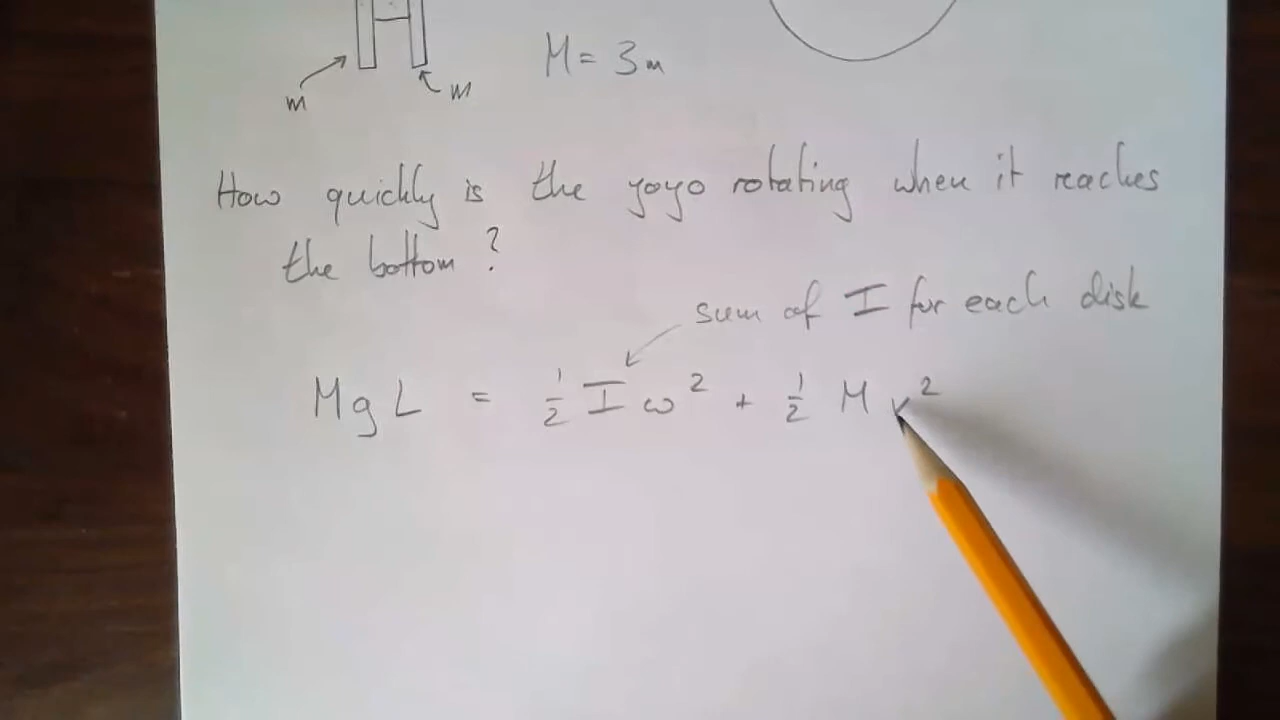 M = 3m
m
m
How quickly is the yoyo rotating when it reaches
the bottom ?
sum of I for each disk
MgL = 1/2 I ω² + 1/2 M v²